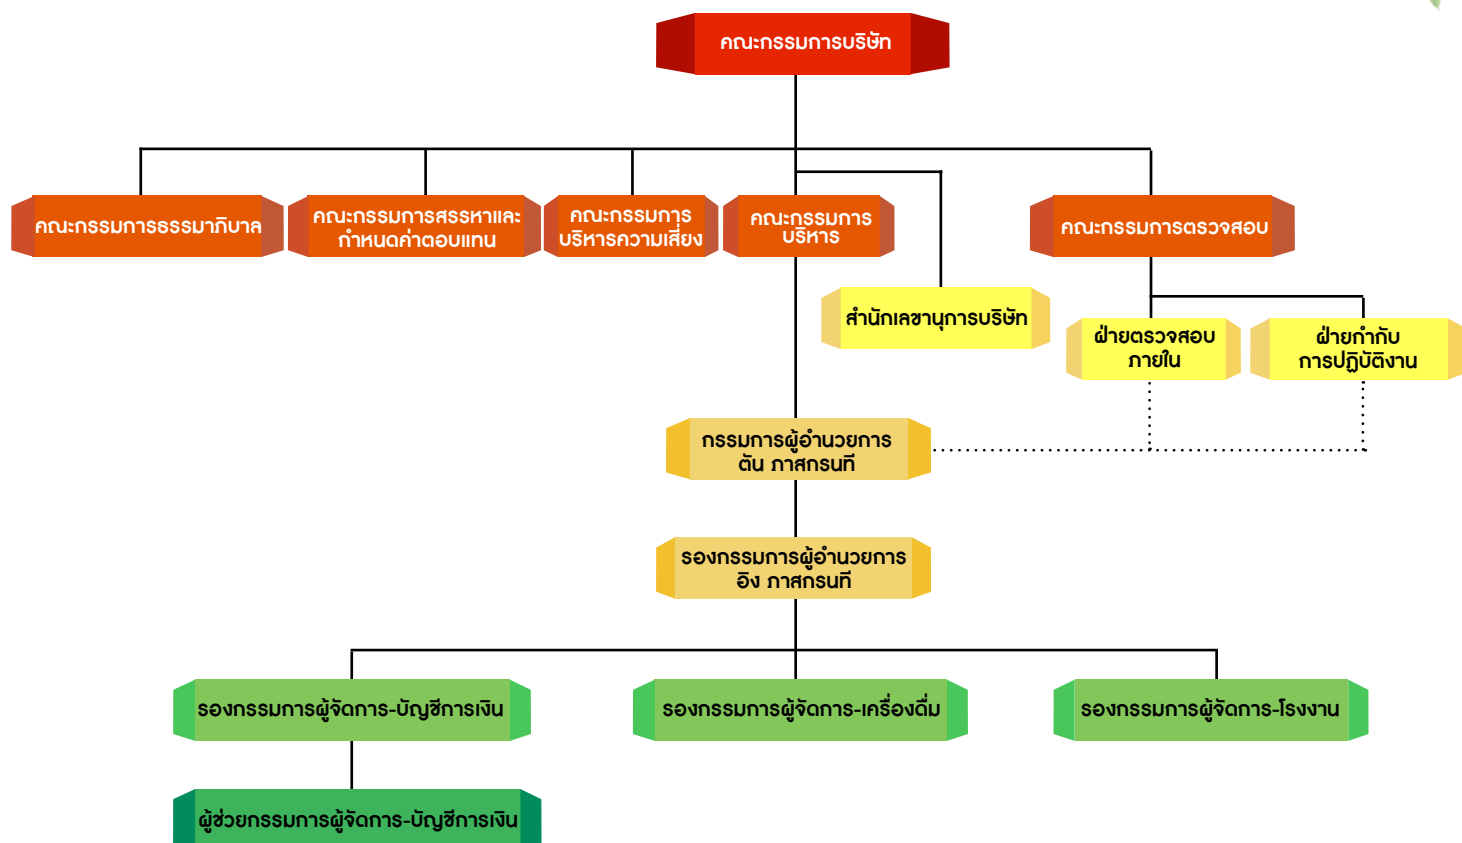 คณะกรรมการบริษัท
คณะกรรมการธรรมาภิบาล
คณะกรรมการสรรหาและ
กำหนดค่าตอบแทน
คณะกรรมการ
บริหารความเสี่ยง
คณะกรรมการ
บริหาร
คณะกรรมการตรวจสอบ
สำนักเลขานุการบริษัท
ฝ่ายตรวจสอบ
ภายใน
ฝ่ายกำกับ
การปฏิบัติงาน
กรรมการผู้อำนวยการ
ตัน ภาสกรนที
รองกรรมการผู้อำนวยการ
อิง ภาสกรนที
รองกรรมการผู้จัดการ-บัญชีการเงิน
รองกรรมการผู้จัดการ-เครื่องดื่ม
รองกรรมการผู้จัดการ-โรงงาน
ผู้ช่วยกรรมการผู้จัดการ-บัญชีการเงิน